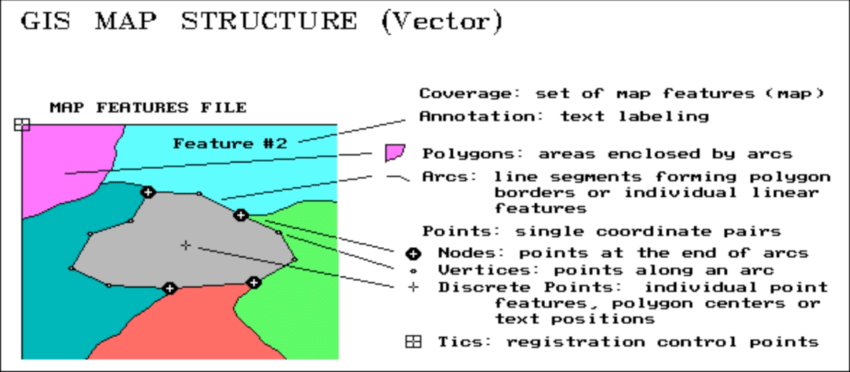 GIS MAP STRUCTURE (Vector)
MAP FEATURES FILE
Feature #2
Coverage: set of map features (map)
Annotation: text labeling
Polygons: areas enclosed by arcs
Arcs: line segments forming polygon
borders or individual linear
features
Points: single coordinate pairs
Nodes: points at the end of arcs
Vertices: points along an arc
Discrete Points: individual point
features, polygon centers or
text positions
Tics: registration control points